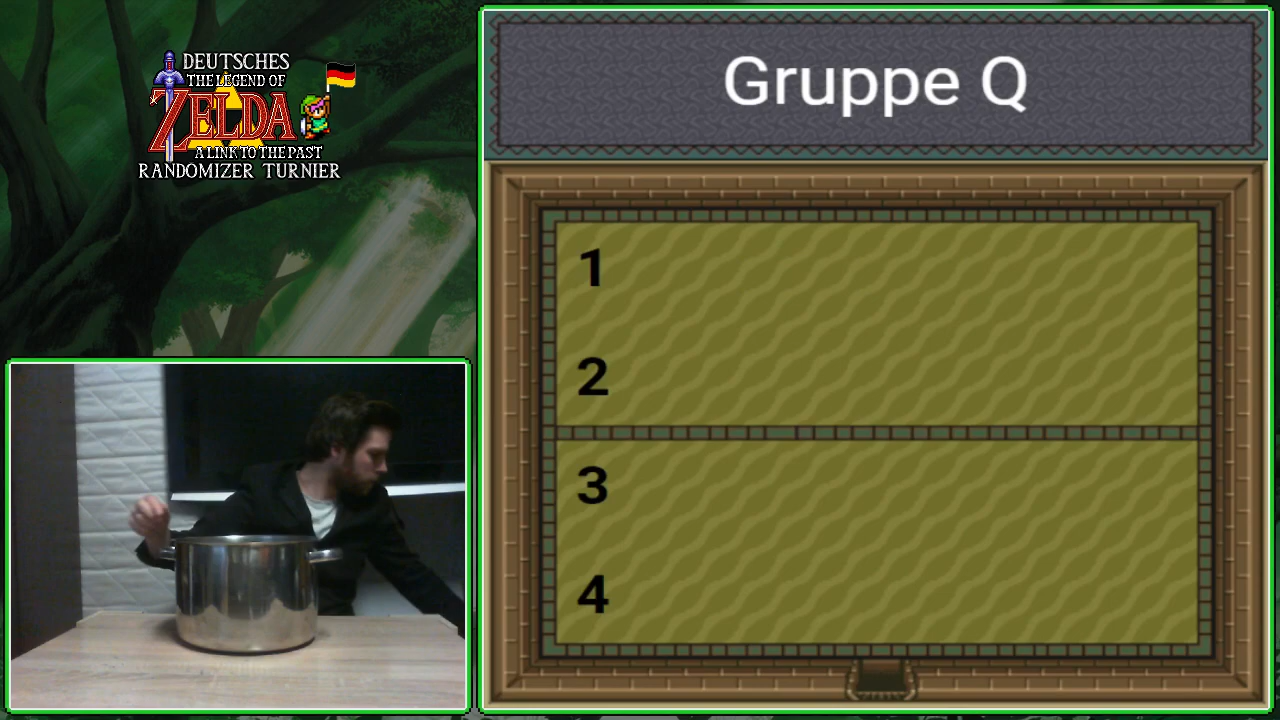 DEUTSCHES
THE LEGEND OF
ZELDA
A LINK TO THE PAST
RANDOMIZER TURNIER
Gruppe Q
1
2
3
4